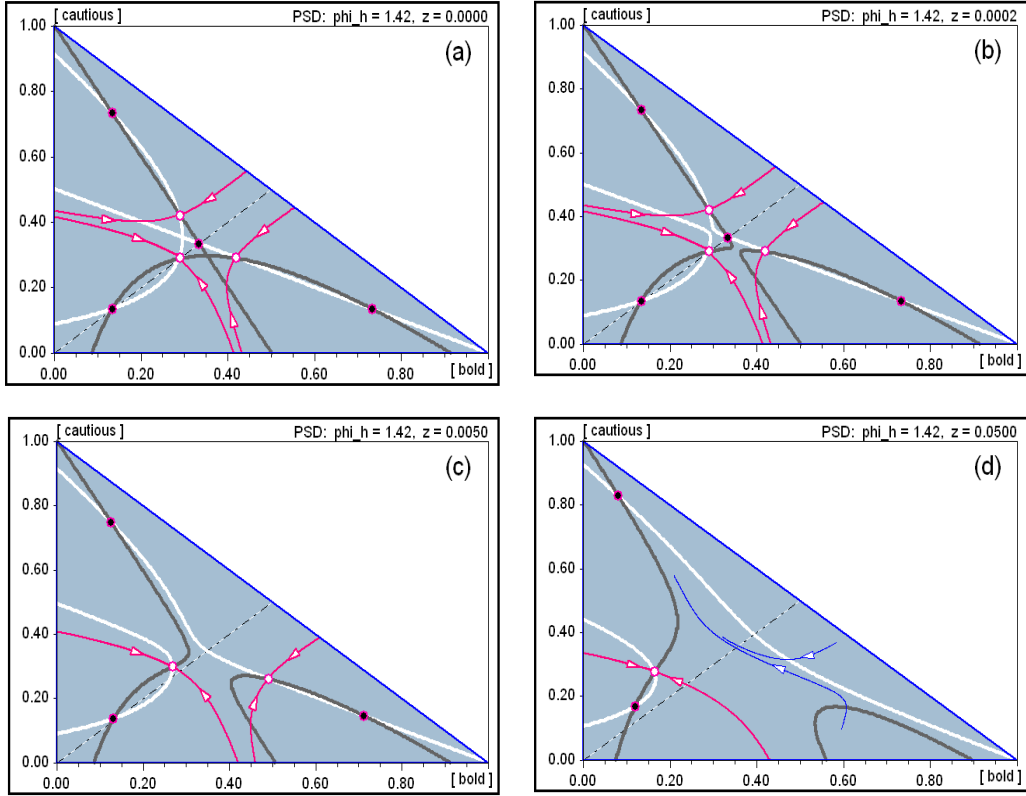 1.00 [ cautious ] PSD: phi_h = 1.42, z = 0.0000
(a)
0.80
0.60
0.40
0.20
0.00
0.00 0.20 0.40 0.60 0.80
[ bold ]
1.00 [ cautious ] PSD: phi_h = 1.42, z = 0.0002
(b)
0.80
0.60
0.40
0.20
0.00
0.00 0.20 0.40 0.60 0.80
[ bold ]
1.00 [ cautious ] PSD: phi_h = 1.42, z = 0.0050
(c)
0.80
0.60
0.40
0.20
0.00
0.00 0.20 0.40 0.60 0.80
[ bold ]
1.00 [ cautious ] PSD: phi_h = 1.42, z = 0.0500
(d)
0.80
0.60
0.40
0.20
0.00
0.00 0.20 0.40 0.60 0.80
[ bold ]